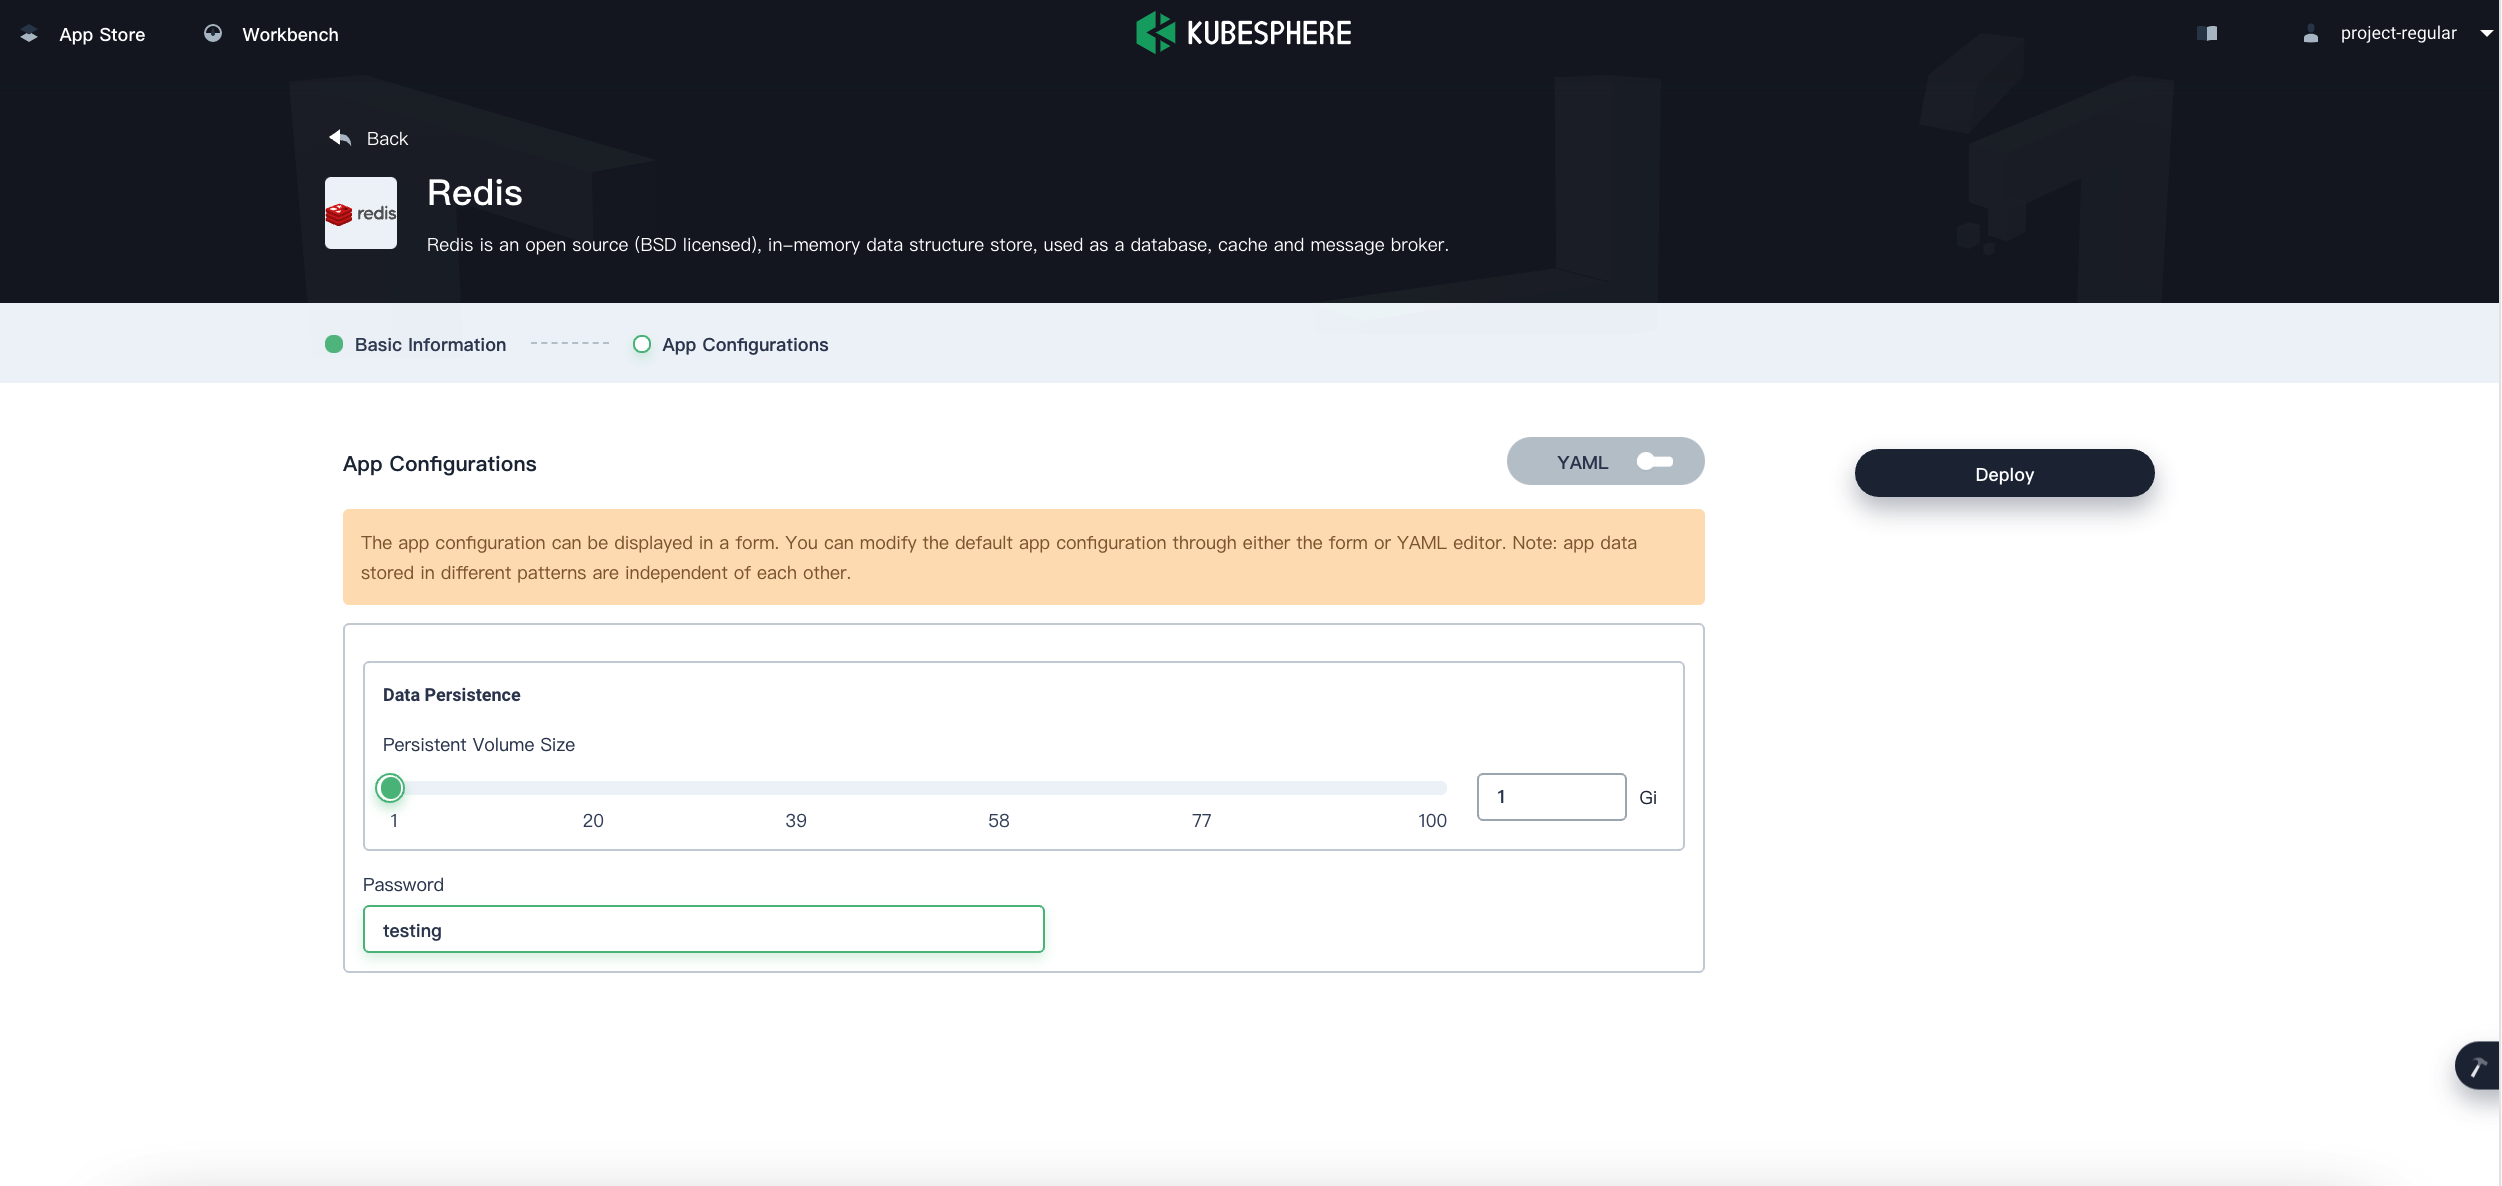 App Store
Workbench
KUBESPHERE
project-regular
Back
redis
Redis
Redis is an open source (BSD licensed), in-memory data structure store, used as a database, cache and message broker.
Basic Information
App Configurations
App Configurations
YAML
Deploy
The app configuration can be displayed in a form. You can modify the default app configuration through either the form or YAML editor. Note: app data
stored in different patterns are independent of each other.
Data Persistence
Persistent Volume Size
1
Gi
1 20 39 58 77 100
Password
testing